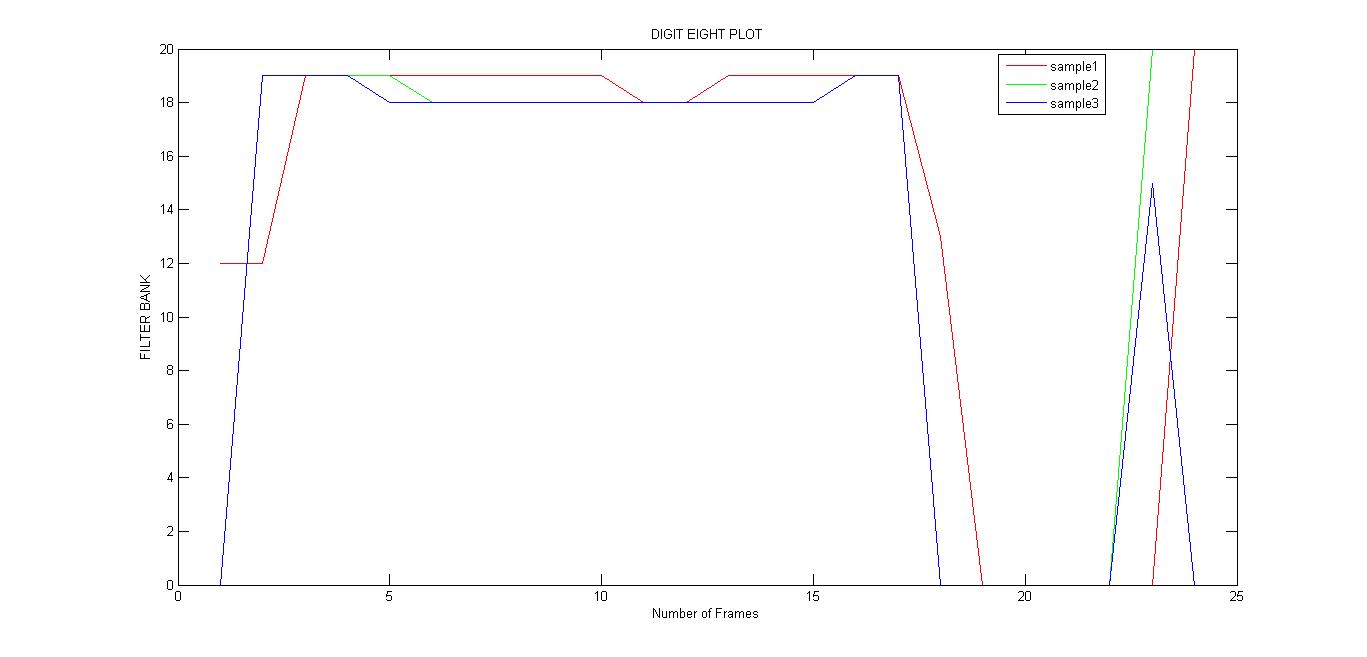 DIGIT EIGHT PLOT
20
18
16
14
12
10
8
6
4
2
0
FILTER BANK
sample1
sample2
sample3
0 5 10 15 20 25
Number of Frames